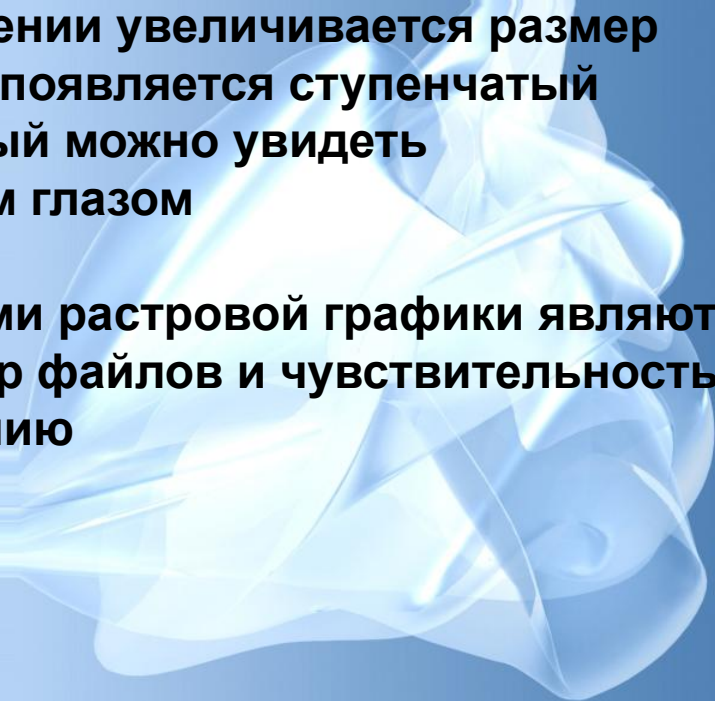 ении увеличивается размер
появляется ступенчатый
ый можно увидеть
м глазом
ми растровой графики являют
р файлов и чувствительность
нию